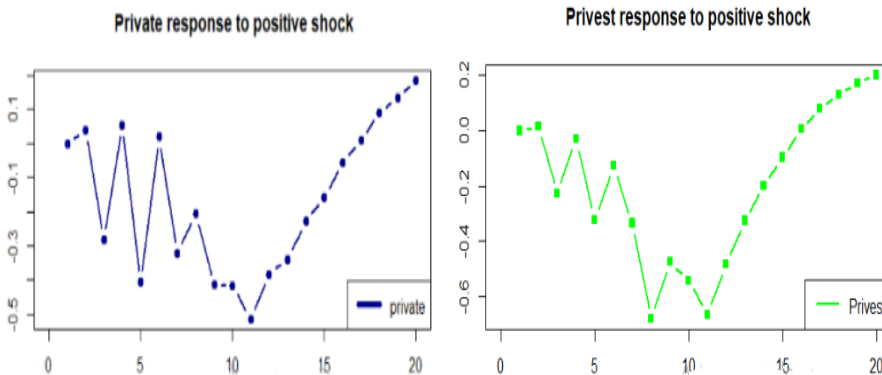 Private response to positive shock
0.1
-0.1
-0.3
-0.5
private
0 5 10 15 20
Privest response to positive shock
0.2
0.0
-0.2
-0.4
-0.6
Prives
0 5 10 15 20